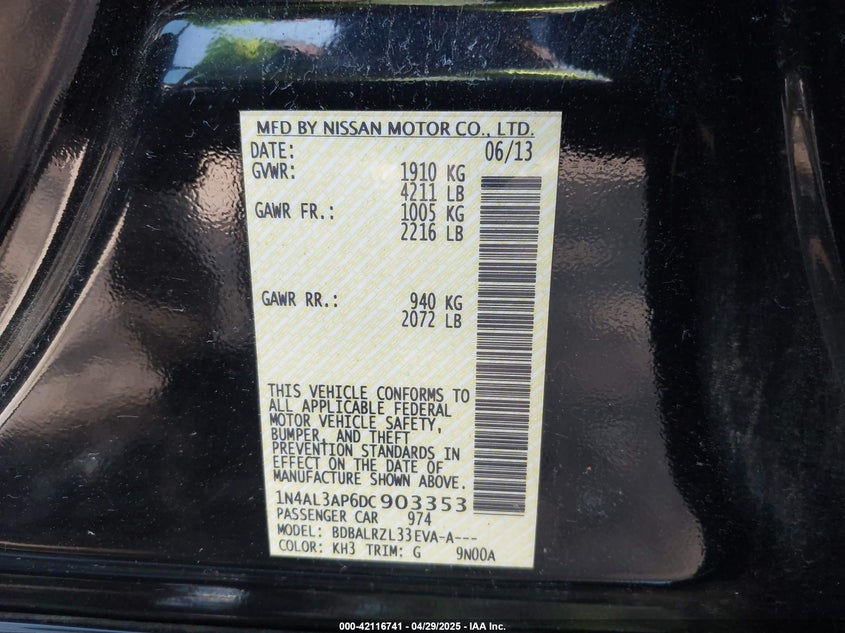 MFD BY NISSAN MOTOR CO., LTD.
DATE: 06/13
GVWR: 1910 KG
4211 LB
GAWR FR.: 1005 KG
2216 LB
GAWR RR.: 940 KG
2072 LB
THIS VEHICLE CONFORMS TO
ALL APPLICABLE FEDERAL
MOTOR VEHICLE SAFETY,
BUMPER, AND THEFT
PREVENTION STANDARDS IN
EFFECT ON THE DATE OF
MANUFACTURE SHOWN ABOVE.
1N4AL3AP6DC903353
PASSENGER CAR 974
MODEL: BDBALRZL33EVA-A---
COLOR: KH3 TRIM: G 9N00A
000-42116741 / 04/29/2025 - IAA Inc.